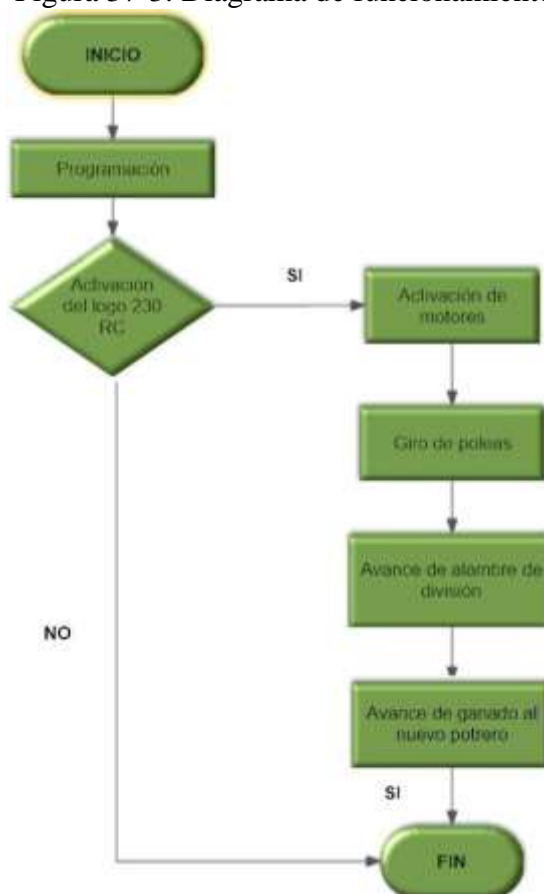 Figura 37-3: Diagrama de funcionamiento
INICIO
Programación
Activación
del logo 230
RC
SI
Activación de
motores
Giro de poleas
Avance de alambre de
división
NO
Avance de ganado al
nuevo potrero
SI
FIN